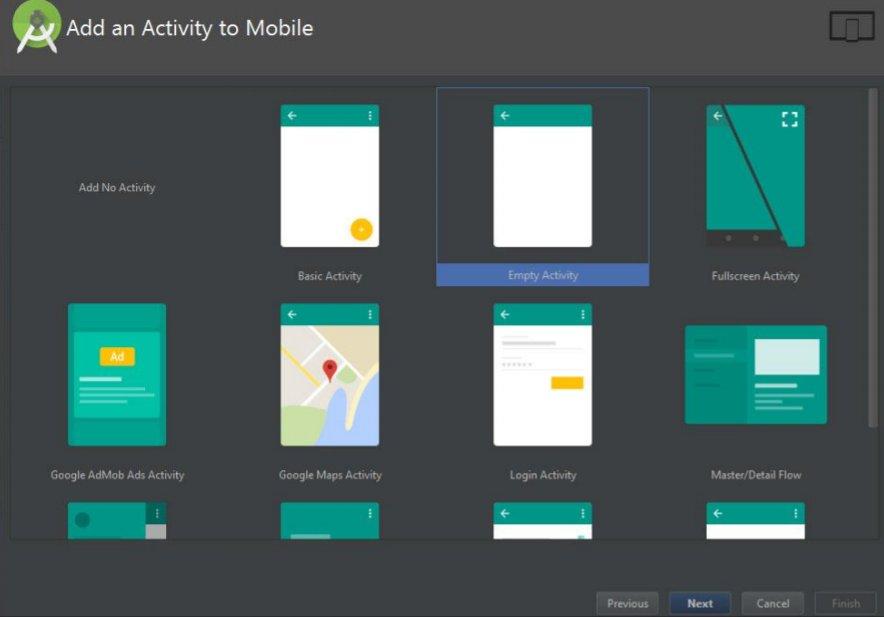 Add an Activity to Mobile
Add No Activity
Basic Activity
Empty Activity
Fullscreen Activity
Ad
Google AdMob Ads Activity
Google Maps Activity
Login Activity
Master/Detail Flow
Previous
Next
Cancel
Finish